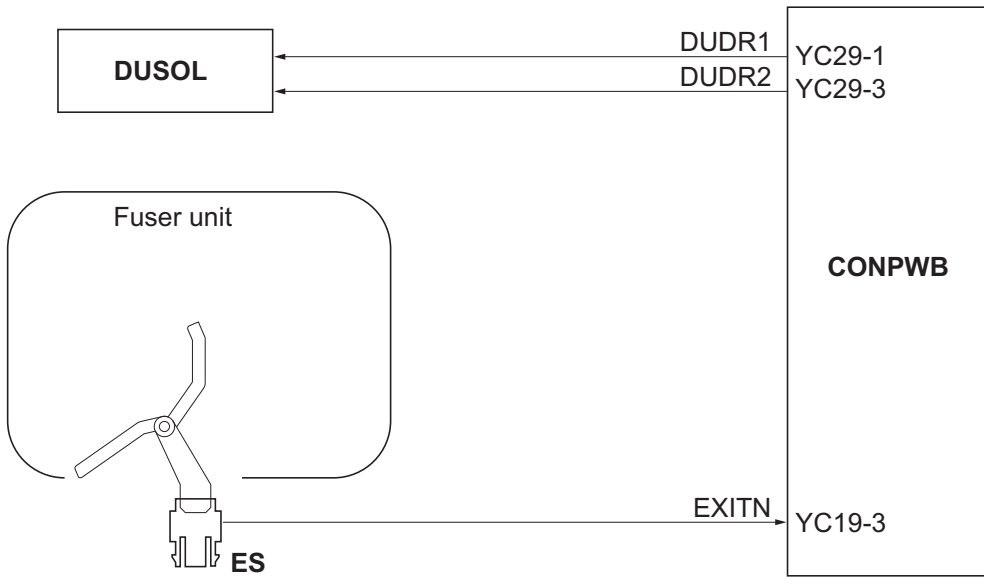 DUDR1
YC29-1
DUSOL
DUDR2
YC29-3
Fuser unit
CONPWB
EXITN
YC19-3
ES